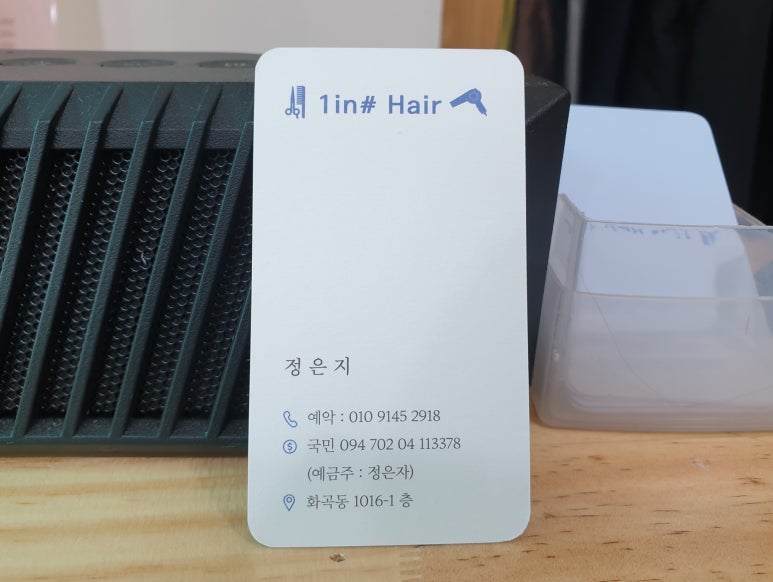 1in# Hair
정은지
예약 : 010 9145 2918
국민 094 702 04 113378
(예금주 : 정은자)
화곡동 1016-1 층